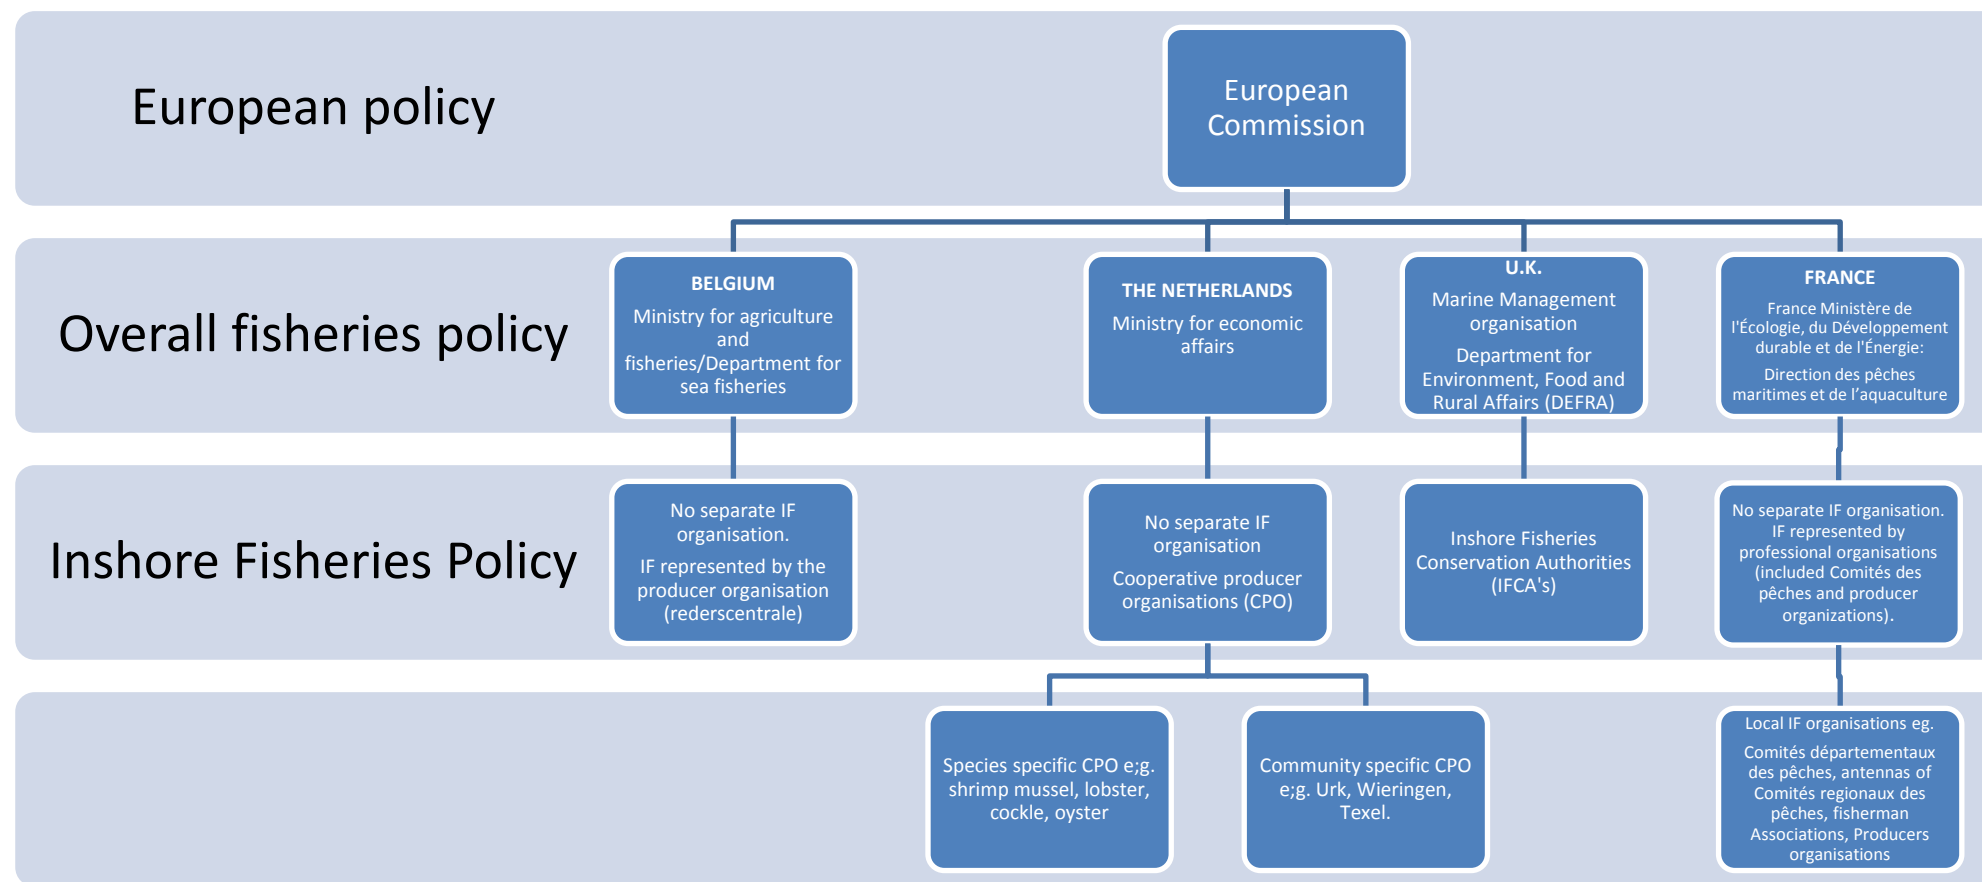 European policy
European
Commission
Overall fisheries policy
BELGIUM
Ministry for agriculture
and
fisheries/Department for
sea fisheries
THE NETHERLANDS
Ministry for economic
affairs
U.K.
Marine Management
organisation
Department for
Environment, Food and
Rural Affairs (DEFRA)
FRANCE
France Ministère de
l'Écologie, du Développement
durable et de l'Énergie:
Direction des pêches
maritimes et de l’aquaculture
Inshore Fisheries Policy
No separate IF
organisation.
IF represented by the
producer organisation
(rederscentrale)
No separate IF
organisation
Cooperative producer
organisations (CPO)
Inshore Fisheries
Conservation Authorities
(IFCA's)
No separate IF organisation.
IF represented by
professional organisations
(included Comités des
pêches and producer
organizations).
Species specific CPO e;g.
shrimp mussel, lobster,
cockle, oyster
Community specific CPO
e;g. Urk, Wieringen,
Texel.
Local IF organisations eg.
Comités départementaux
des pêches, antennas of
Comités regionaux des
pêches, fisherman
Associations, Producers
organisations